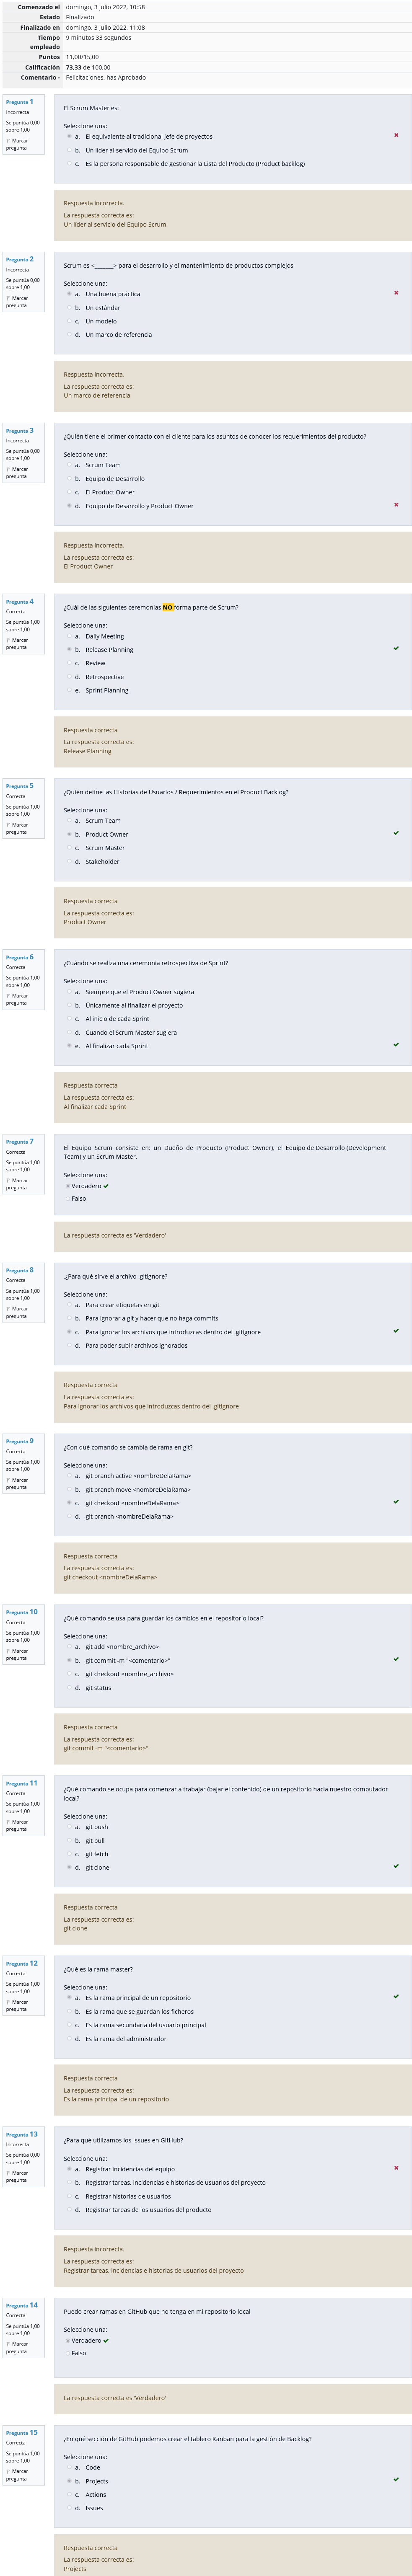 Comenzado el domingo, 3 julio 2022, 10:58
Estado Finalizado
Finalizado en domingo, 3 julio 2022, 11:08
Tiempo empleado 9 minutos 33 segundos
Puntos 11,00/15,00
Calificación 73,33 de 100,00
Comentario - Felicitaciones, has Aprobado
Pregunta 1
Incorrecta
Se puntúa 0,00 sobre 1,00
Marcar pregunta
El Scrum Master es:
Seleccione una:
a. El equivalente al tradicional jefe de proyectos
b. Un líder al servicio del Equipo Scrum
c. Es la persona responsable de gestionar la Lista del Producto (Product backlog)
Respuesta incorrecta.
La respuesta correcta es:
Un líder al servicio del Equipo Scrum
Pregunta 2
Incorrecta
Se puntúa 0,00 sobre 1,00
Marcar pregunta
Scrum es <_______> para el desarrollo y el mantenimiento de productos complejos
Seleccione una:
a. Una buena práctica
b. Un estándar
c. Un modelo
d. Un marco de referencia
Respuesta incorrecta.
La respuesta correcta es:
Un marco de referencia
Pregunta 3
Incorrecta
Se puntúa 0,00 sobre 1,00
Marcar pregunta
¿Quién tiene el primer contacto con el cliente para los asuntos de conocer los requerimientos del producto?
Seleccione una:
a. Scrum Team
b. Equipo de Desarrollo
c. El Product Owner
d. Equipo de Desarrollo y Product Owner
Respuesta incorrecta.
La respuesta correcta es:
El Product Owner
Pregunta 4
Correcta
Se puntúa 1,00 sobre 1,00
Marcar pregunta
¿Cuál de las siguientes ceremonias NO forma parte de Scrum?
Seleccione una:
a. Daily Meeting
b. Release Planning
c. Review
d. Retrospective
e. Sprint Planning
Respuesta correcta
La respuesta correcta es:
Release Planning
Pregunta 5
Correcta
Se puntúa 1,00 sobre 1,00
Marcar pregunta
¿Quién define las Historias de Usuarios / Requerimientos en el Product Backlog?
Seleccione una:
a. Scrum Team
b. Product Owner
c. Scrum Master
d. Stakeholder
Respuesta correcta
La respuesta correcta es:
Product Owner
Pregunta 6
Correcta
Se puntúa 1,00 sobre 1,00
Marcar pregunta
¿Cuándo se realiza una ceremonia retrospectiva de Sprint?
Seleccione una:
a. Siempre que el Product Owner sugiera
b. Únicamente al finalizar el proyecto
c. Al inicio de cada Sprint
d. Cuando el Scrum Master sugiera
e. Al finalizar cada Sprint
Respuesta correcta
La respuesta correcta es:
Al finalizar cada Sprint
Pregunta 7
Correcta
Se puntúa 1,00 sobre 1,00
Marcar pregunta
El Equipo Scrum consiste en: un Dueño de Producto (Product Owner), el Equipo de Desarrollo (Development
Team) y un Scrum Master.
Seleccione una:
Verdadero
Falso
La respuesta correcta es 'Verdadero'
Pregunta 8
Correcta
Se puntúa 1,00 sobre 1,00
Marcar pregunta
.¿Para qué sirve el archivo .gitignore?
Seleccione una:
a. Para crear etiquetas en git
b. Para ignorar a git y hacer que no haga commits
c. Para ignorar los archivos que introduzcas dentro del .gitignore
d. Para poder subir archivos ignorados
Respuesta correcta
La respuesta correcta es:
Para ignorar los archivos que introduzcas dentro del .gitignore
Pregunta 9
Correcta
Se puntúa 1,00 sobre 1,00
Marcar pregunta
¿Con qué comando se cambia de rama en git?
Seleccione una:
a. git branch active <nombreDelaRama>
b. git branch move <nombreDelaRama>
c. git checkout <nombreDelaRama>
d. git branch <nombreDelaRama>
Respuesta correcta
La respuesta correcta es:
git checkout <nombreDelaRama>
Pregunta 10
Correcta
Se puntúa 1,00 sobre 1,00
Marcar pregunta
¿Qué comando se usa para guardar los cambios en el repositorio local?
Seleccione una:
a. git add <nombre_archivo>
b. git commit -m "<comentario>"
c. git checkout <nombre_archivo>
d. git status
Respuesta correcta
La respuesta correcta es:
git commit -m "<comentario>"
Pregunta 11
Correcta
Se puntúa 1,00 sobre 1,00
Marcar pregunta
¿Qué comando se ocupa para comenzar a trabajar (bajar el contenido) de un repositorio hacia nuestro computador
local?
Seleccione una:
a. git push
b. git pull
c. git fetch
d. git clone
Respuesta correcta
La respuesta correcta es:
git clone
Pregunta 12
Correcta
Se puntúa 1,00 sobre 1,00
Marcar pregunta
¿Qué es la rama master?
Seleccione una:
a. Es la rama principal de un repositorio
b. Es la rama que se guardan los ficheros
c. Es la rama secundaria del usuario principal
d. Es la rama del administrador
Respuesta correcta
La respuesta correcta es:
Es la rama principal de un repositorio
Pregunta 13
Incorrecta
Se puntúa 0,00 sobre 1,00
Marcar pregunta
¿Para qué utilizamos los Issues en GitHub?
Seleccione una:
a. Registrar incidencias del equipo
b. Registrar tareas, incidencias e historias de usuarios del proyecto
c. Registrar historias de usuarios
d. Registrar tareas de los usuarios del producto
Respuesta incorrecta.
La respuesta correcta es:
Registrar tareas, incidencias e historias de usuarios del proyecto
Pregunta 14
Correcta
Se puntúa 1,00 sobre 1,00
Marcar pregunta
Puedo crear ramas en GitHub que no tenga en mi repositorio local
Seleccione una:
Verdadero
Falso
La respuesta correcta es 'Verdadero'
Pregunta 15
Correcta
Se puntúa 1,00 sobre 1,00
Marcar pregunta
¿En qué sección de GitHub podemos crear el tablero Kanban para la gestión de Backlog?
Seleccione una:
a. Code
b. Projects
c. Actions
d. Issues
Respuesta correcta
La respuesta correcta es:
Projects